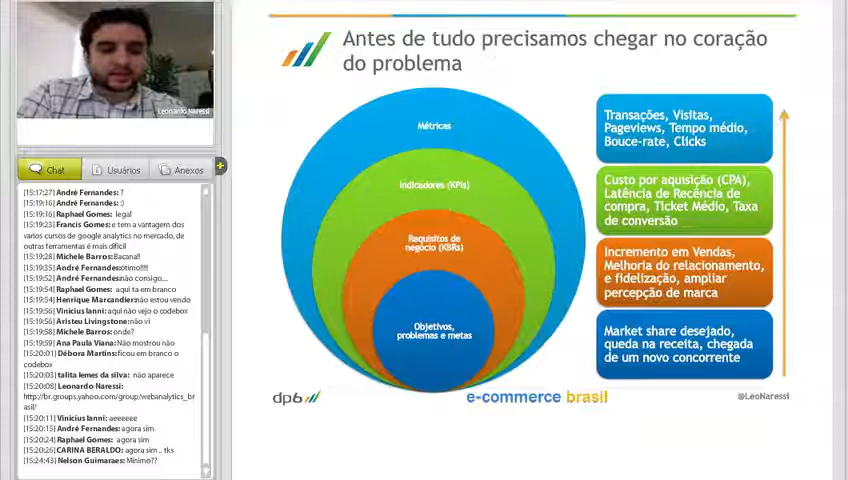 Leonardo Naressi
Chat
Usuários
Anexos
[15:17:27] André Fernandes: ?
[15:19:16] André Fernandes: :)
[15:19:16] Raphael Gomes: legal
[15:19:23] Francis Gomes: e tem a vantagem dos
varios cursos de google analytics no mercado, de
outras ferramentas é mais dificil
[15:19:28] Michele Barros: Bacana!!
[15:19:35] André Fernandes: ótimo!!!!
[15:19:52] André Fernandes: não consigo...
[15:19:54] Raphael Gomes: aqui ta em branco
[15:19:54] Henrique Marcandier: não estou vendo
[15:19:56] Vinicius Ianni: aqui não vejo o codebox
[15:19:56] Aristeu Livingstone: não vi
[15:19:58] Michele Barros: onde?
[15:19:59] Ana Paula Viana: Não mostrou não
[15:20:01] Débora Martins: ficou em branco o
codebox
[15:20:03] talita lemes da silva: não aparece
[15:20:08] Leonardo Naressi:
http://br.groups.yahoo.com/group/webanalytics_br
asil/
[15:20:11] Vinicius Ianni: aeeeeee
[15:20:15] André Fernandes: agora sim
[15:20:24] Raphael Gomes: agora sim
[15:20:26] CARINA BERALDO: agora sim .. tks
[15:24:43] Nelson Guimaraes: Mínimo??
Antes de tudo precisamos chegar no coração
do problema
Métricas
Indicadores (KPIs)
Requisitos de
negócio (KBRs)
Objetivos,
problemas e metas
Transações, Visitas,
Pageviews, Tempo médio,
Bouce-rate, Clicks
Custo por aquisição (CPA),
Latência de Recência de
compra, Ticket Médio, Taxa
de conversão
Incremento em Vendas,
Melhoria do relacionamento,
e fidelização, ampliar
percepção de marca
Market share desejado,
queda na receita, chegada
de um novo concorrente
dp6
e-commerce brasil
@LeoNaressi